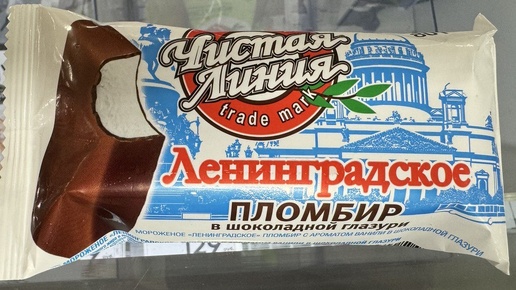 Чистая
Линия
trade mark
Ленинградское
ПЛОМБИР
в шоколадной глазури
МОРОЖЕНОЕ «ЛЕНИНГРАДСКОЕ» ПЛОМБИР С АРОМАТОМ ВАНИЛИ В ШОКОЛАДНОЙ ГЛАЗУРИ